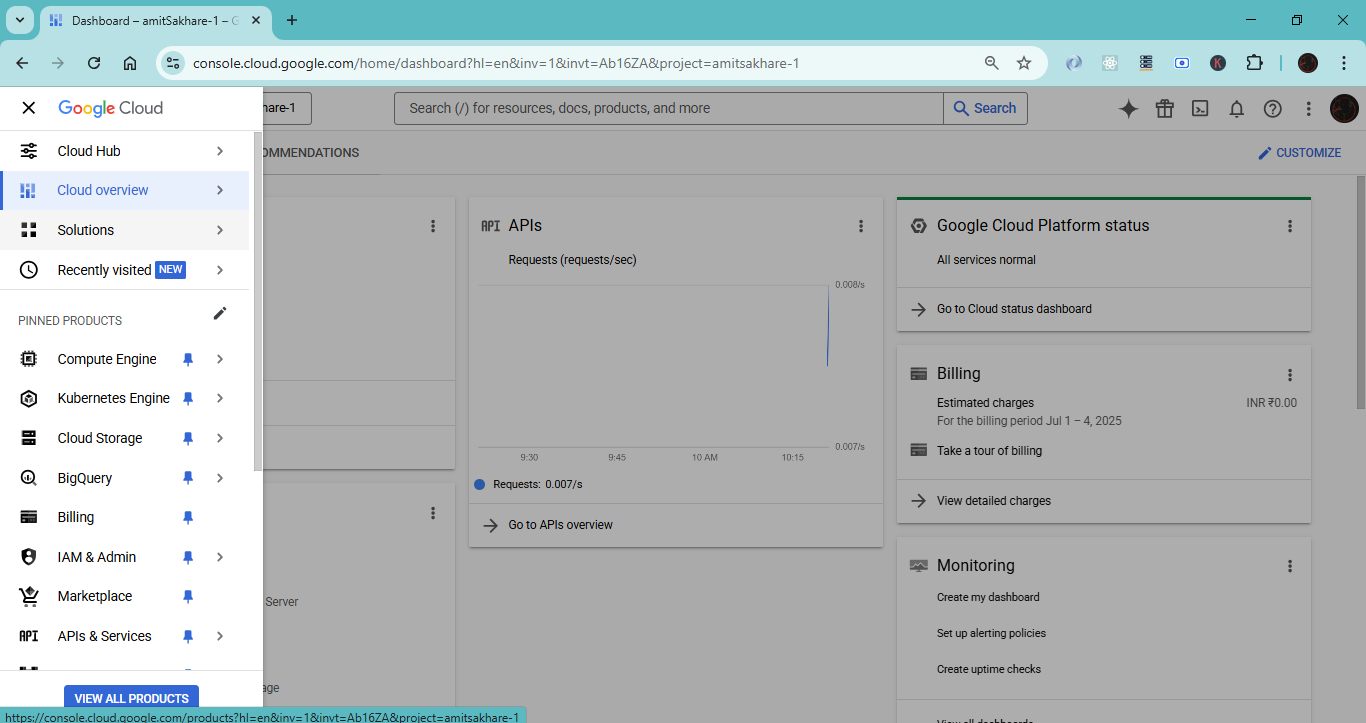 Dashboard – amitSakhare-1 – G
console.cloud.google.com/home/dashboard?hl=en&inv=1&invt=Ab16ZA&project=amitsakhare-1
K
Google Cloud
hare-1
Search (/) for resources, docs, products, and more
Search
Cloud Hub
OMMENDATIONS
CUSTOMIZE
Cloud overview
Solutions
Recently visited NEW
PINNED PRODUCTS
Compute Engine
Kubernetes Engine
Cloud Storage
BigQuery
Billing
IAM & Admin
Marketplace
API APIs & Services
VIEW ALL PRODUCTS
https://console.cloud.google.com/products?hl=en&inv=1&invt=Ab16ZA&project=amitsakhare-1
Server
age
API APIs
Requests (requests/sec)
0.008/s
0.007/s
9:30 9:45 10 AM 10:15
Requests: 0.007/s
Go to APIs overview
Google Cloud Platform status
All services normal
Go to Cloud status dashboard
Billing
Estimated charges INR ₹0.00
For the billing period Jul 1 – 4, 2025
Take a tour of billing
View detailed charges
Monitoring
Create my dashboard
Set up alerting policies
Create uptime checks
View all dashboards